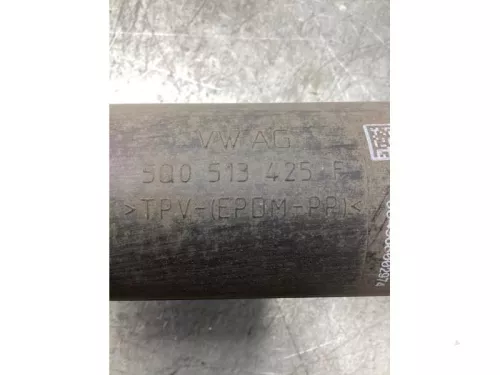 VW AG
5Q0 513 425 F
>TPV-(EPDM-PP)<